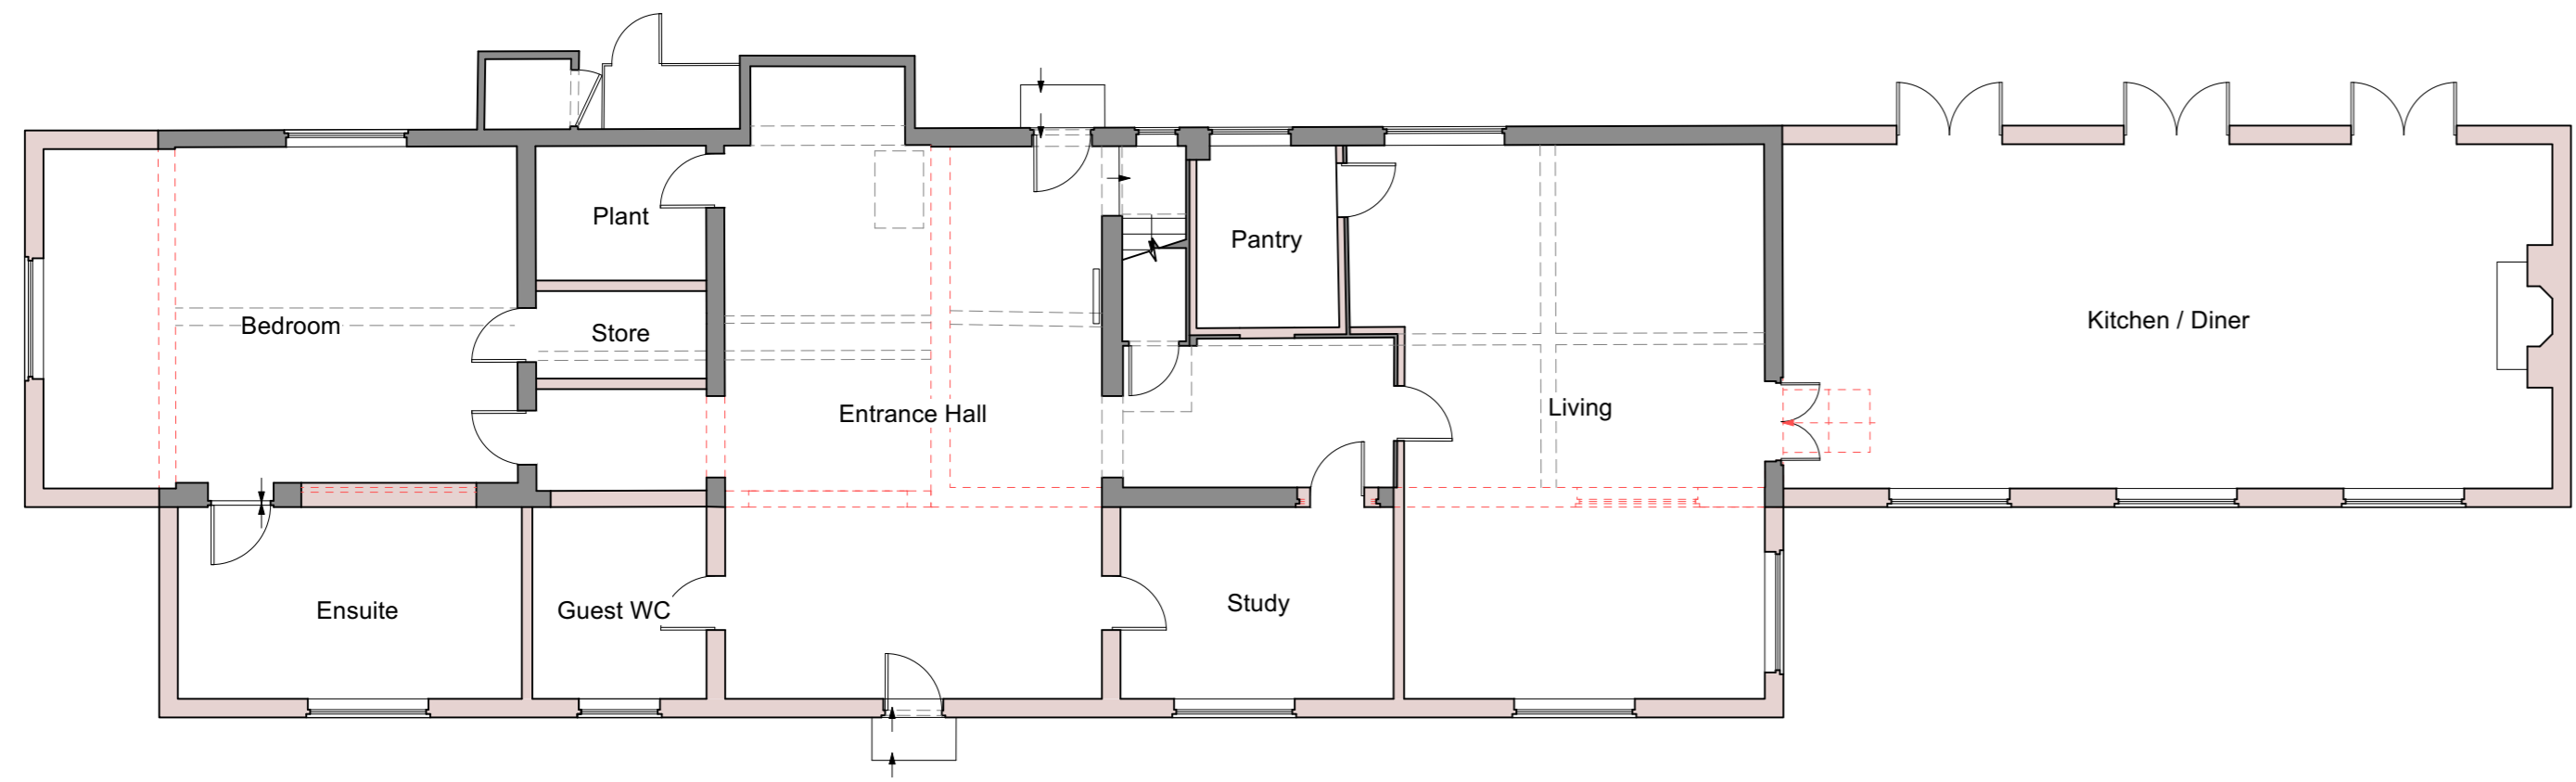 Plant
Pantry
Bedroom
Store
Kitchen / Diner
Entrance Hall
Living
Ensuite
Guest WC
Study